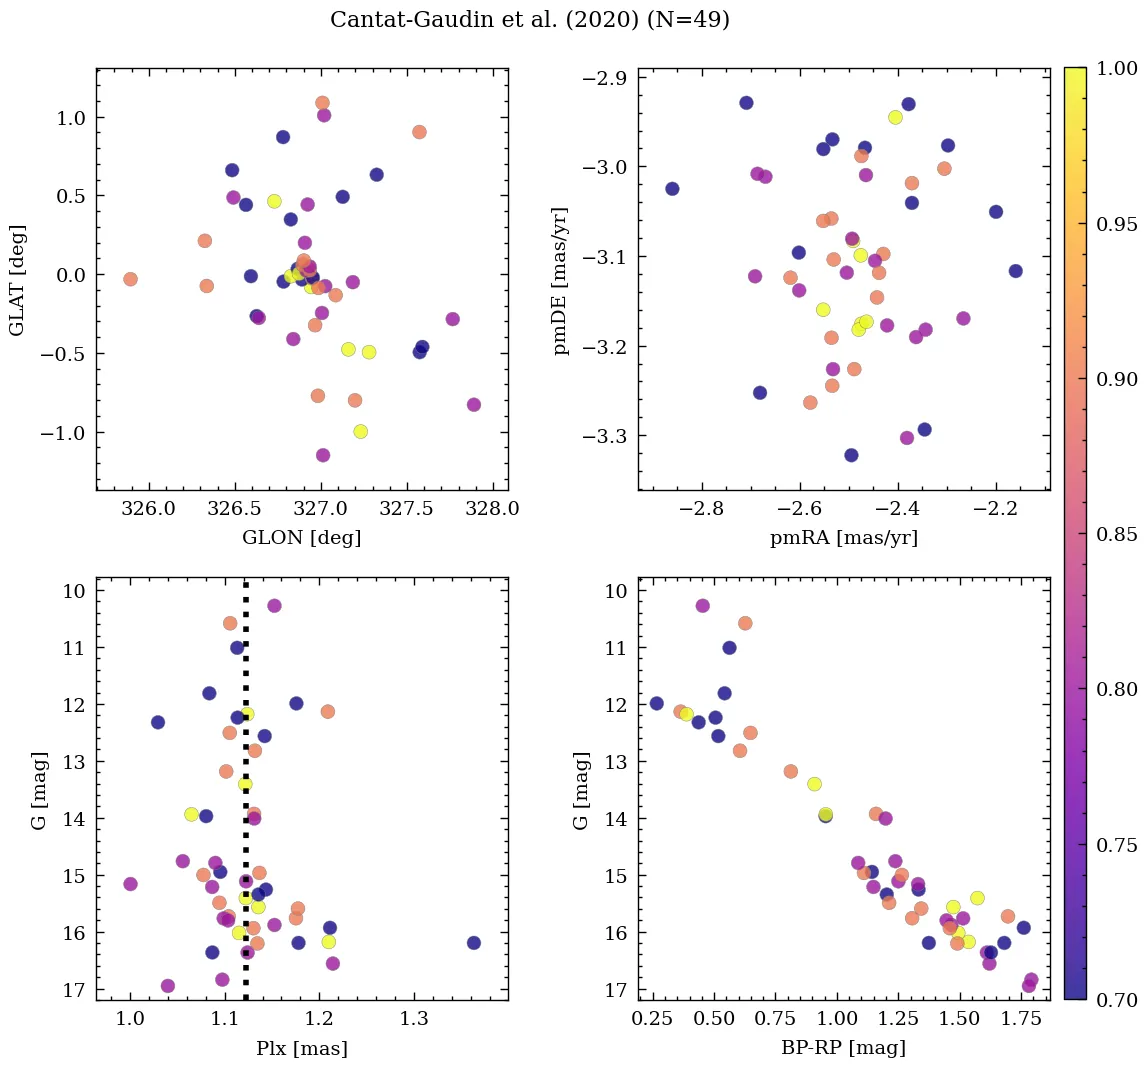 Cantat-Gaudin et al. (2020) (N=49)
1.0
0.5
0.0
−0.5
−1.0
GLAT [deg]
326.0 326.5 327.0 327.5 328.0
GLON [deg]
−2.9
−3.0
−3.1
−3.2
−3.3
pmDE [mas/yr]
−2.8 −2.6 −2.4 −2.2
pmRA [mas/yr]
10
11
12
13
14
15
16
17
G [mag]
1.0 1.1 1.2 1.3
Plx [mas]
10
11
12
13
14
15
16
17
G [mag]
0.25 0.50 0.75 1.00 1.25 1.50 1.75
BP-RP [mag]
1.00
0.95
0.90
0.85
0.80
0.75
0.70